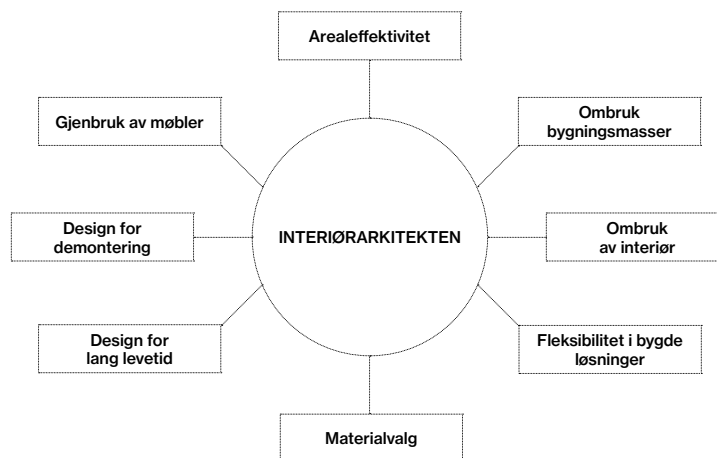 Arealeffektivitet
Gjenbruk av møbler
Ombruk
bygningsmasser
Design for
demontering
INTERIØRARKITEKTEN
Ombruk
av interiør
Design for
lang levetid
Fleksibilitet i bygde
løsninger
Materialvalg